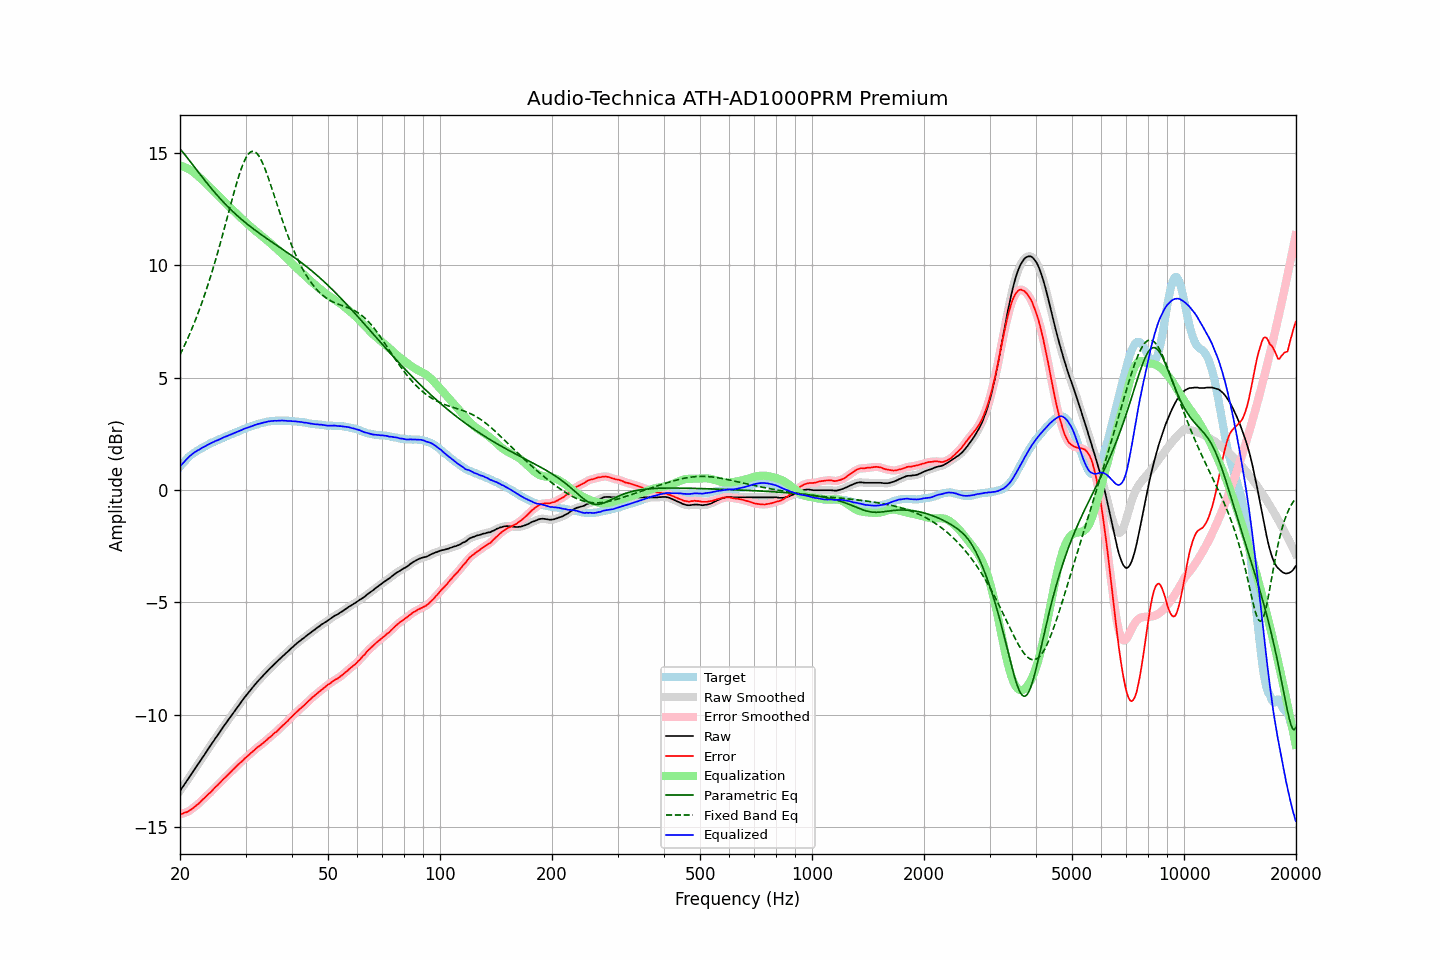 Audio-Technica ATH-AD1000PRM Premium
Amplitude (dBr)
15
10
5
0
−5
−10
−15
Target
Raw Smoothed
Error Smoothed
Raw
Error
Equalization
Parametric Eq
Fixed Band Eq
Equalized
20
50
100
200
500
1000
2000
5000
10000
20000
Frequency (Hz)